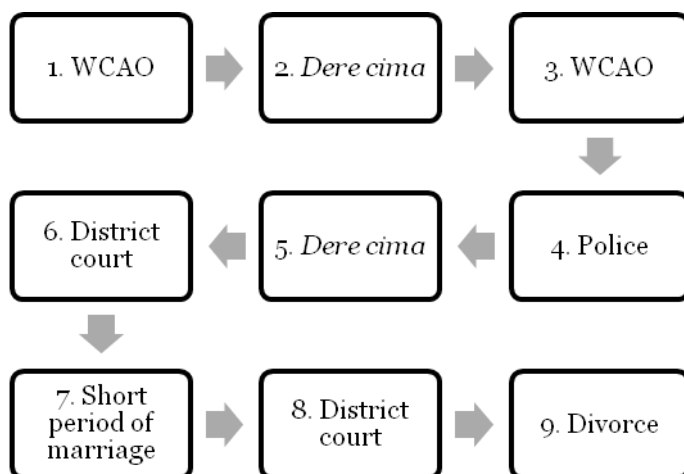 1. WCAO
2. Dere cima
3. WCAO
4. Police
5. Dere cima
6. District
court
7. Short
period of
marriage
8. District
court
9. Divorce